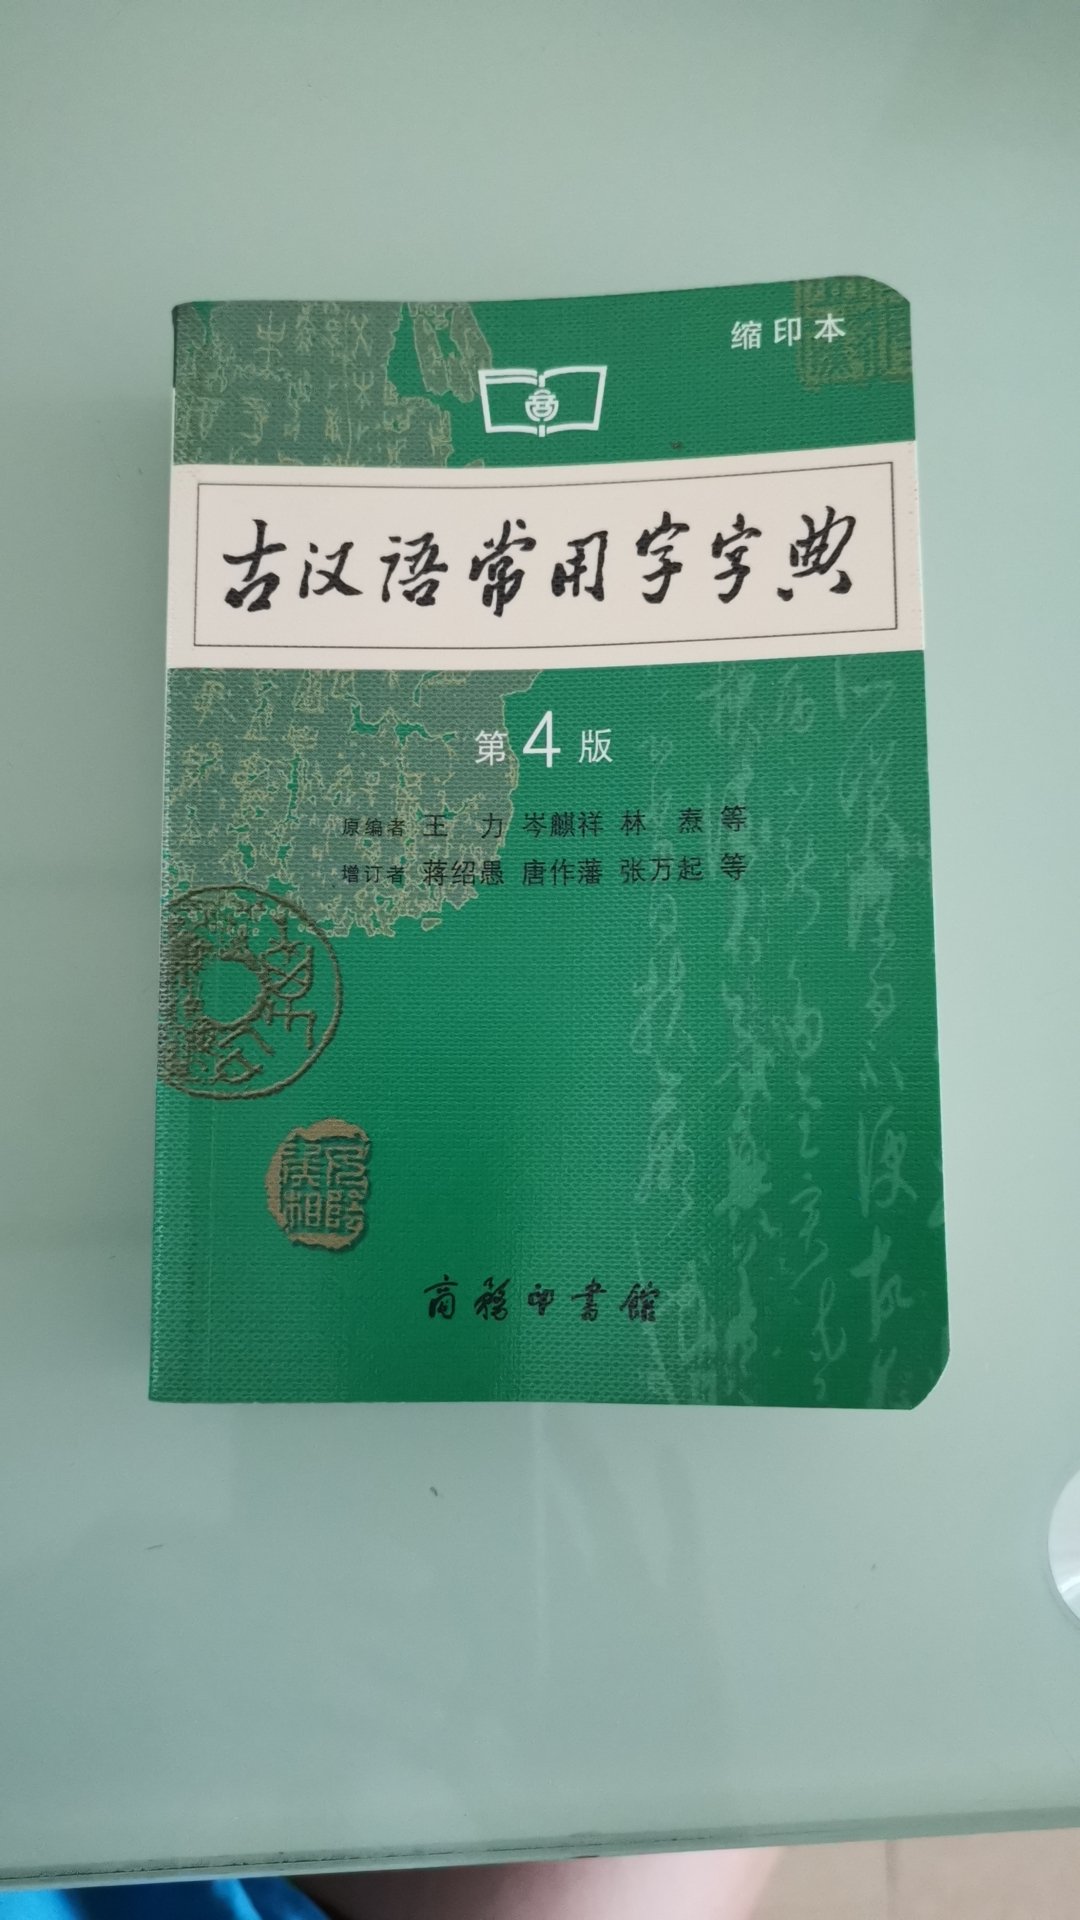 缩印本
商
古汉语常用字字典
第4版
原编者 王 力 岑麒祥 林 焘 等
增订者 蒋绍愚 唐作藩 张万起 等
商務印書館